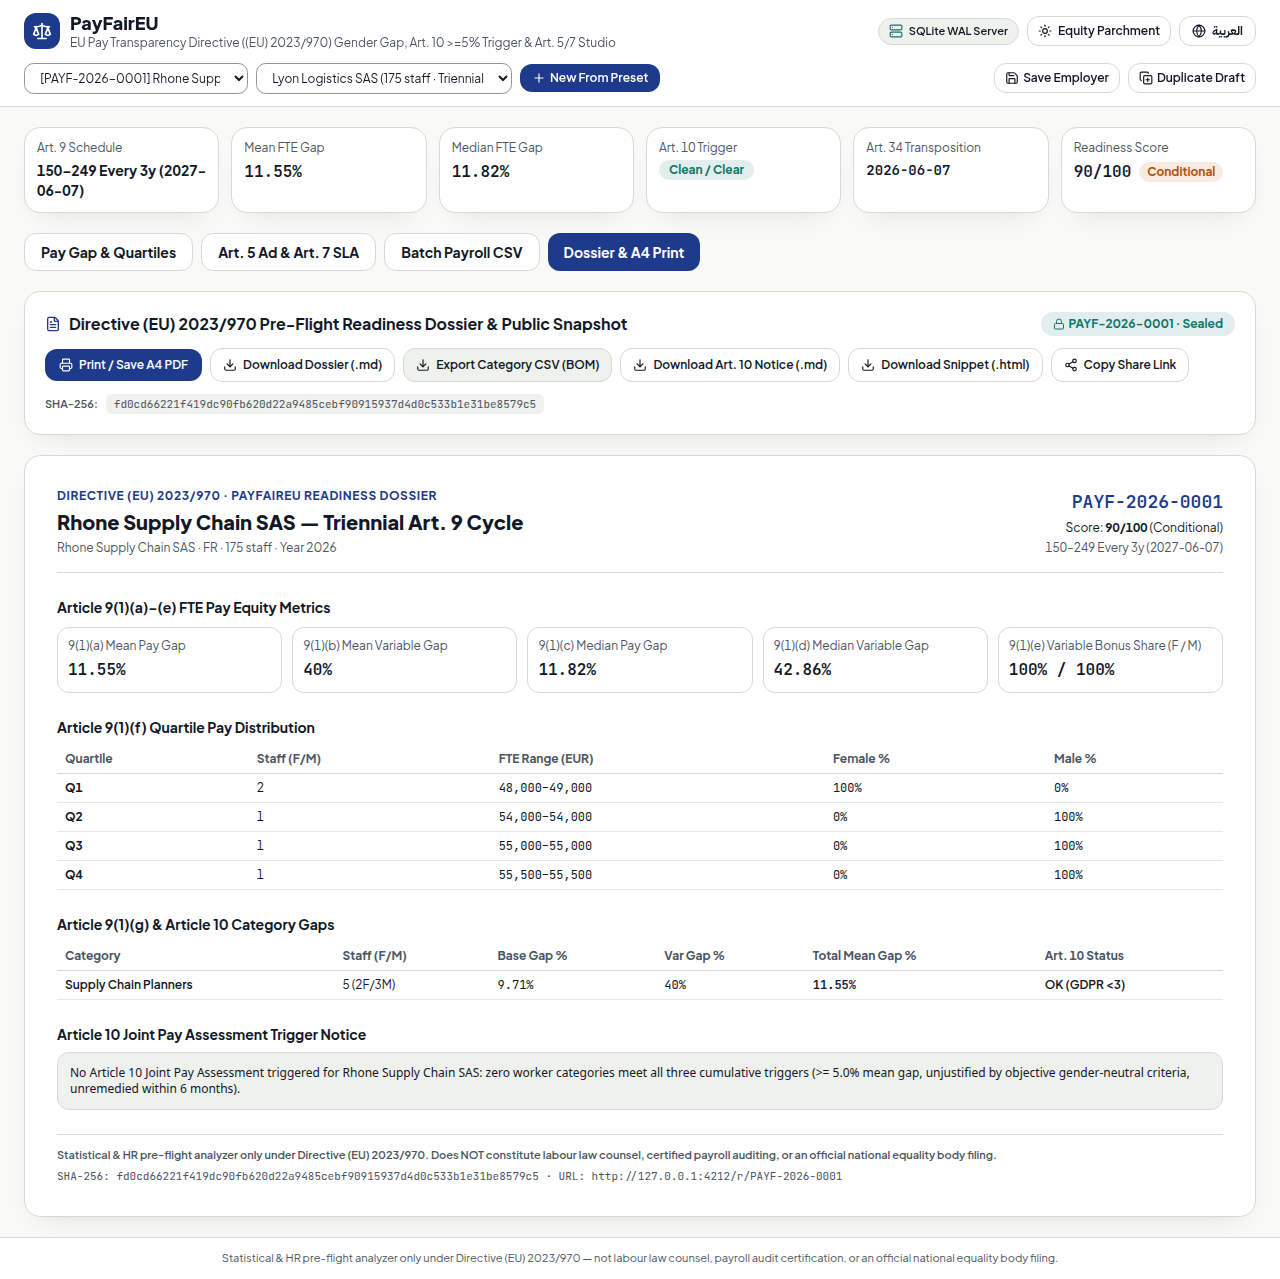 PayFairEU
EU Pay Transparency Directive ((EU) 2023/970) Gender Gap, Art. 10 >=5% Trigger & Art. 5/7 Studio
SQLite WAL Server
Equity Parchment
العربية
[PAYF-2026-0001] Rhone Supp
Lyon Logistics SAS (175 staff · Triennial
New From Preset
Save Employer
Duplicate Draft
Art. 9 Schedule
150–249 Every 3y (2027-06-07)
Mean FTE Gap
11.55%
Median FTE Gap
11.82%
Art. 10 Trigger
Clean / Clear
Art. 34 Transposition
2026-06-07
Readiness Score
90/100 Conditional
Pay Gap & Quartiles
Art. 5 Ad & Art. 7 SLA
Batch Payroll CSV
Dossier & A4 Print
Directive (EU) 2023/970 Pre-Flight Readiness Dossier & Public Snapshot
PAYF-2026-0001 · Sealed
Print / Save A4 PDF
Download Dossier (.md)
Export Category CSV (BOM)
Download Art. 10 Notice (.md)
Download Snippet (.html)
Copy Share Link
SHA-256: fd0cd66221f419dc90fb620d22a9485cebf90915937d4d0c533b1e31be8579c5
DIRECTIVE (EU) 2023/970 · PAYFAIREU READINESS DOSSIER
Rhone Supply Chain SAS — Triennial Art. 9 Cycle
Rhone Supply Chain SAS · FR · 175 staff · Year 2026
PAYF-2026-0001
Score: 90/100 (Conditional)
150–249 Every 3y (2027-06-07)
Article 9(1)(a)–(e) FTE Pay Equity Metrics
9(1)(a) Mean Pay Gap
11.55%
9(1)(b) Mean Variable Gap
40%
9(1)(c) Median Pay Gap
11.82%
9(1)(d) Median Variable Gap
42.86%
9(1)(e) Variable Bonus Share (F / M)
100% / 100%
Article 9(1)(f) Quartile Pay Distribution
Quartile Staff (F/M) FTE Range (EUR) Female % Male %
Q1 2 48,000–49,000 100% 0%
Q2 1 54,000–54,000 0% 100%
Q3 1 55,000–55,000 0% 100%
Q4 1 55,500–55,500 0% 100%
Article 9(1)(g) & Article 10 Category Gaps
Category Staff (F/M) Base Gap % Var Gap % Total Mean Gap % Art. 10 Status
Supply Chain Planners 5 (2F/3M) 9.71% 40% 11.55% OK (GDPR <3)
Article 10 Joint Pay Assessment Trigger Notice
No Article 10 Joint Pay Assessment triggered for Rhone Supply Chain SAS: zero worker categories meet all three cumulative triggers (>= 5.0% mean gap, unjustified by objective gender-neutral criteria,
unremedied within 6 months).
Statistical & HR pre-flight analyzer only under Directive (EU) 2023/970. Does NOT constitute labour law counsel, certified payroll auditing, or an official national equality body filing.
SHA-256: fd0cd66221f419dc90fb620d22a9485cebf90915937d4d0c533b1e31be8579c5 · URL: http://127.0.0.1:4212/r/PAYF-2026-0001
Statistical & HR pre-flight analyzer only under Directive (EU) 2023/970 — not labour law counsel, payroll audit certification, or an official national equality body filing.